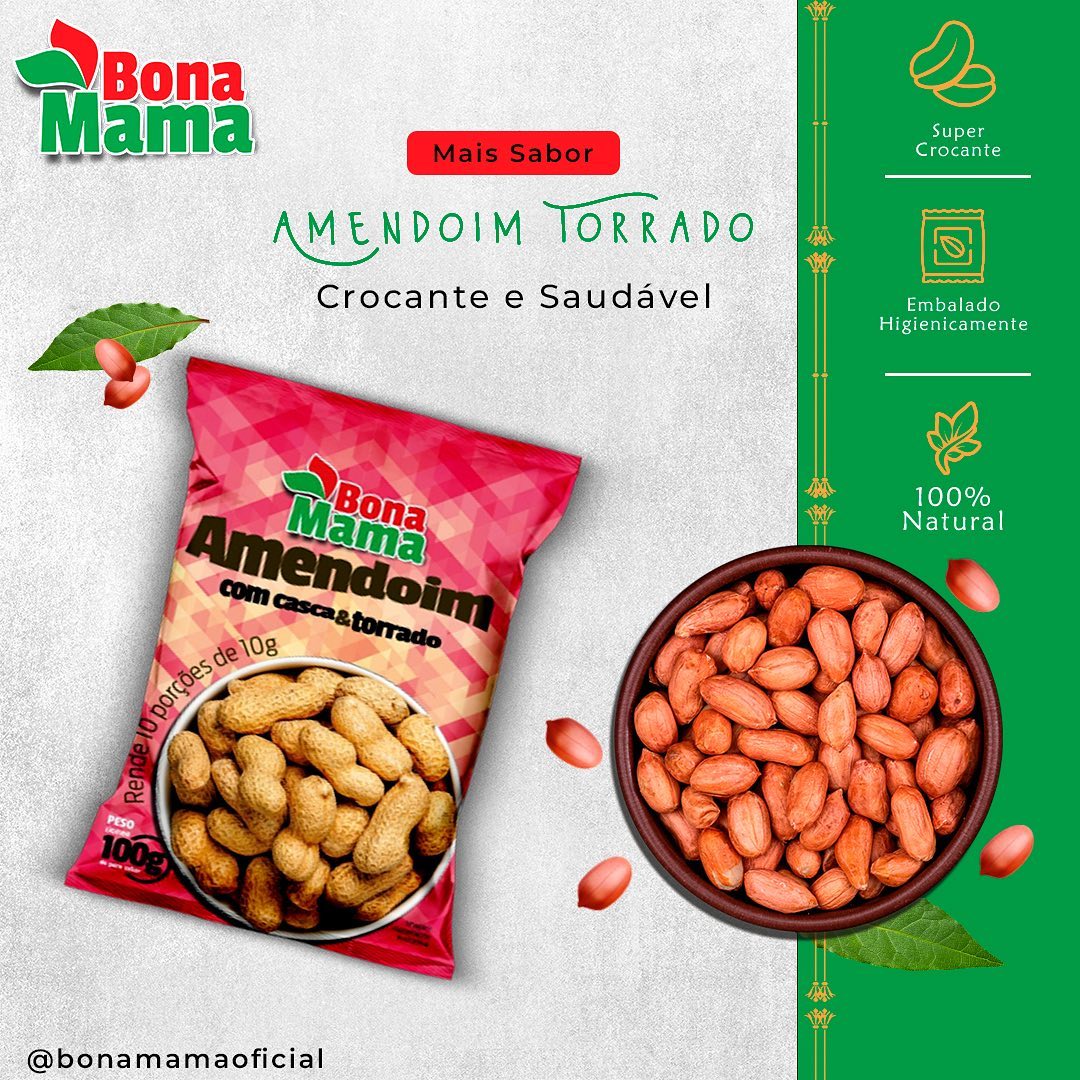 Bona
Mama
Mais Sabor
AMENDOIM TORRADO
Crocante e Saudável
Super
Crocante
Embalado
Higienicamente
100%
Natural
Bona
Mama
Amendoim
com casca & torrado
Rende 10 porções de 10g
PESO
100g
@bonamamaoficial